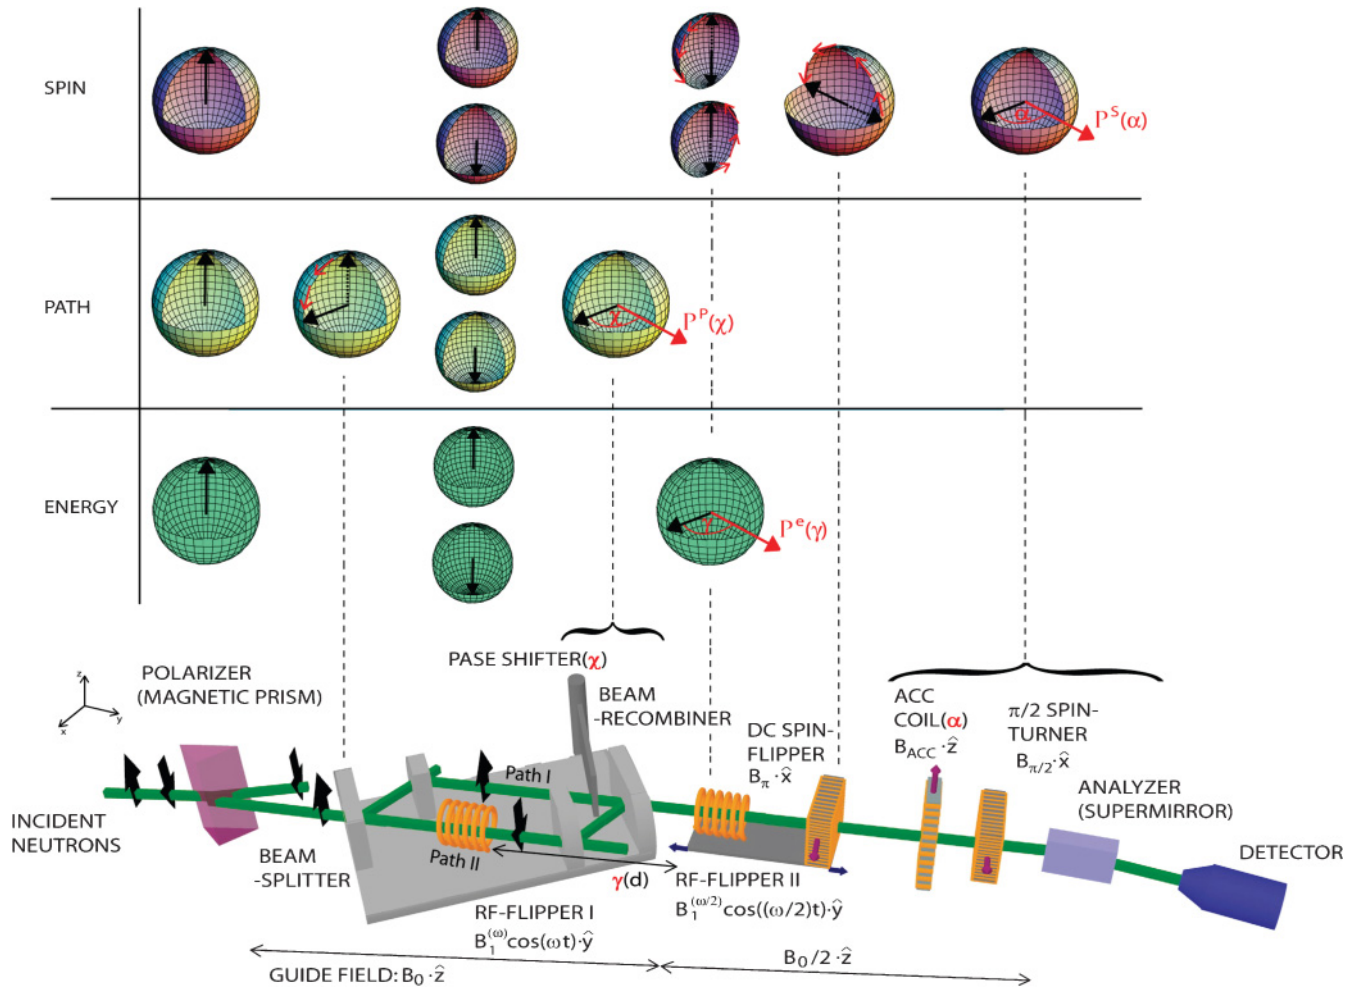 SPIN
α
P^S(α)
PATH
χ
P^P(χ)
ENERGY
γ
P^e(γ)
PASE SHIFTER(χ)
POLARIZER
(MAGNETIC PRISM)
z
y
x
BEAM
-RECOMBINER
DC SPIN-
FLIPPER
B_π · x̂
ACC
COIL(α)
B_ACC · ẑ
π/2 SPIN-
TURNER
B_π/2 · x̂
ANALYZER
(SUPERMIRROR)
DETECTOR
INCIDENT
NEUTRONS
Path I
Path II
BEAM
-SPLITTER
γ(d)
RF-FLIPPER I
B_1^(ω) cos(ωt) · ŷ
RF-FLIPPER II
B_1^(ω/2) cos((ω/2)t) · ŷ
GUIDE FIELD: B_0 · ẑ
B_0/2 · ẑ